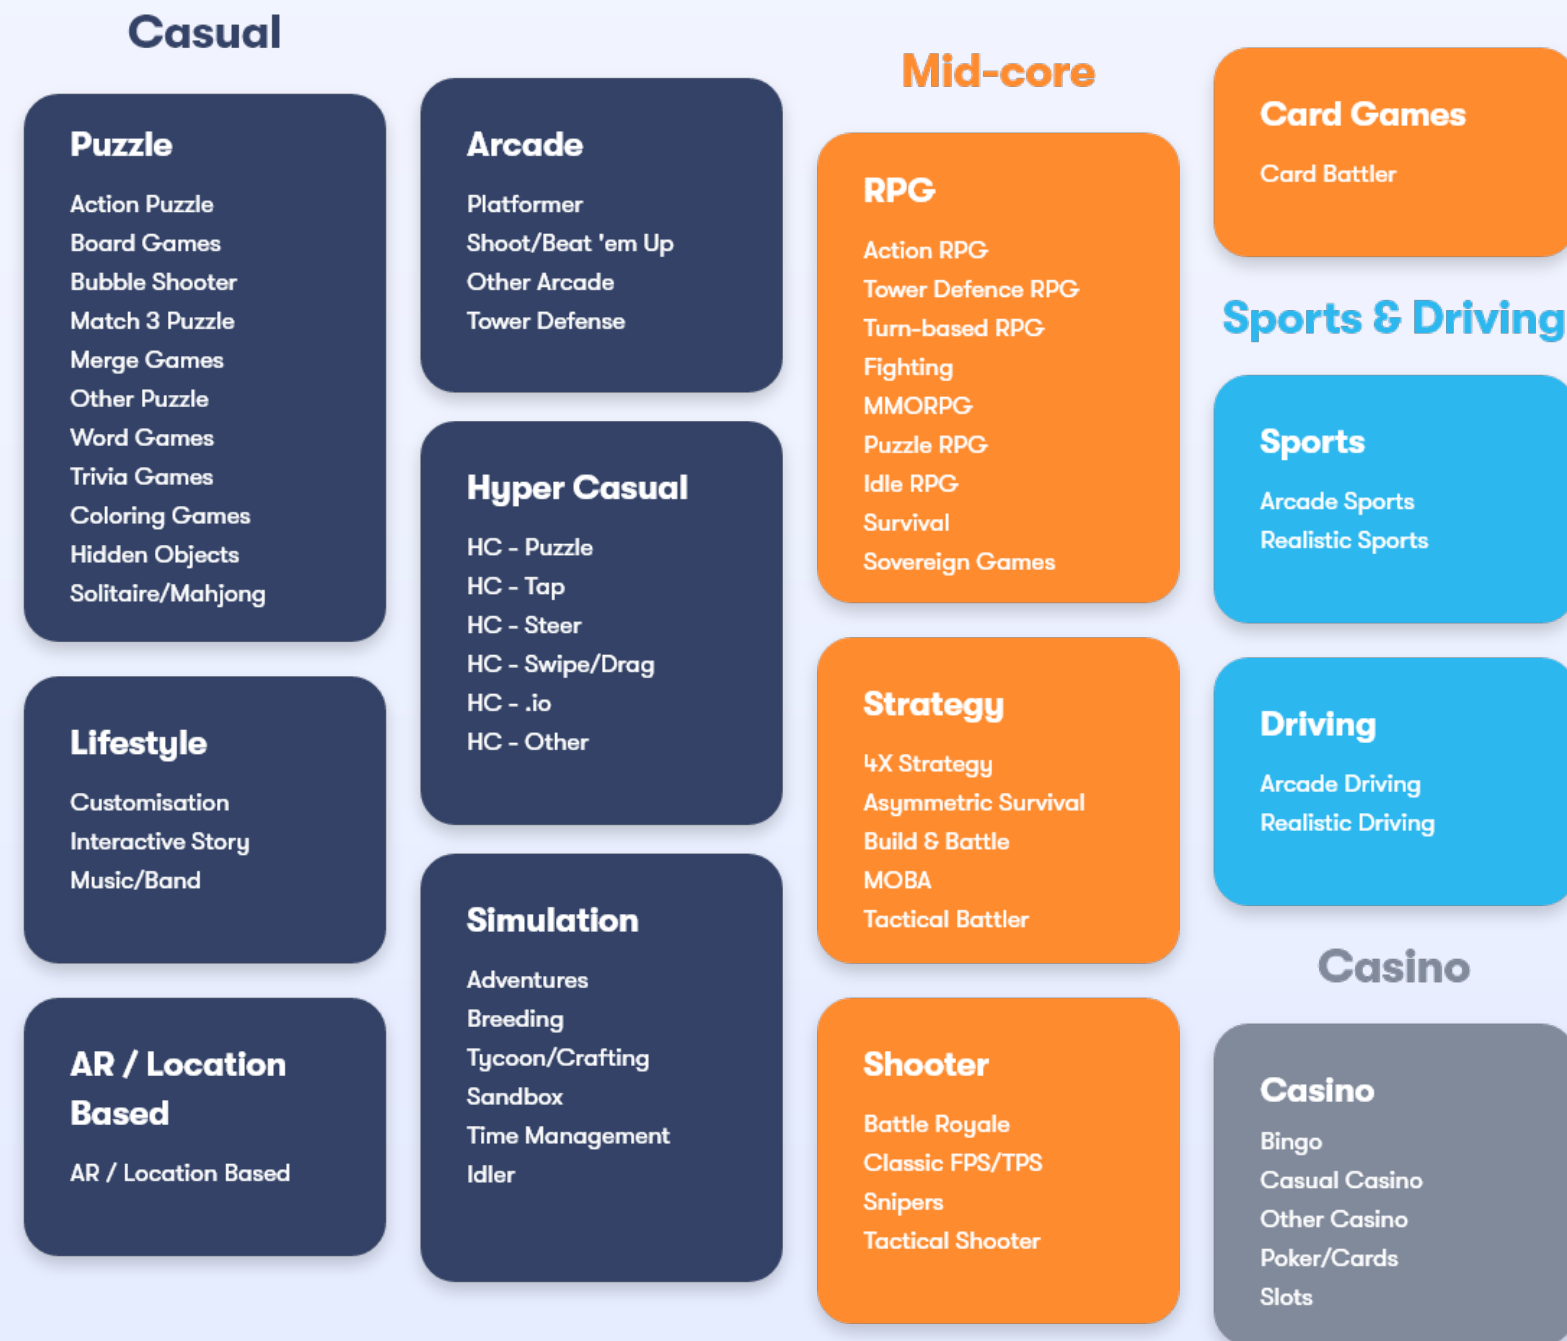 Casual
Puzzle
Action Puzzle
Board Games
Bubble Shooter
Match 3 Puzzle
Merge Games
Other Puzzle
Word Games
Trivia Games
Coloring Games
Hidden Objects
Solitaire/Mahjong
Lifestyle
Customisation
Interactive Story
Music/Band
AR / Location
Based
AR / Location Based
Arcade
Platformer
Shoot/Beat 'em Up
Other Arcade
Tower Defense
Hyper Casual
HC - Puzzle
HC - Tap
HC - Steer
HC - Swipe/Drag
HC - .io
HC - Other
Simulation
Adventures
Breeding
Tycoon/Crafting
Sandbox
Time Management
Idler
Mid-core
RPG
Action RPG
Tower Defence RPG
Turn-based RPG
Fighting
MMORPG
Puzzle RPG
Idle RPG
Survival
Sovereign Games
Strategy
4X Strategy
Asymmetric Survival
Build & Battle
MOBA
Tactical Battler
Shooter
Battle Royale
Classic FPS/TPS
Snipers
Tactical Shooter
Card Games
Card Battler
Sports & Driving
Sports
Arcade Sports
Realistic Sports
Driving
Arcade Driving
Realistic Driving
Casino
Casino
Bingo
Casual Casino
Other Casino
Poker/Cards
Slots